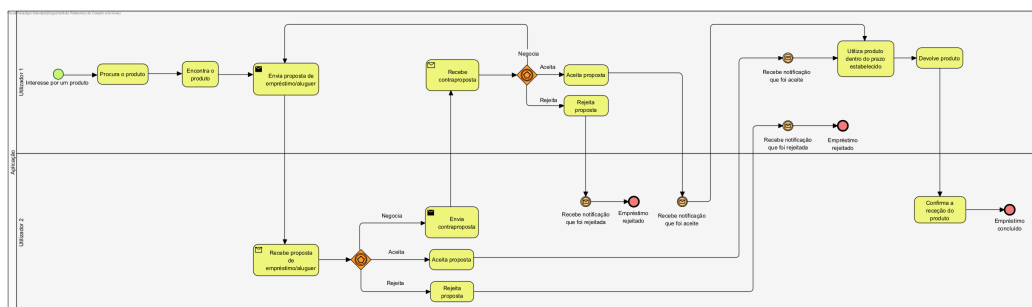 Aplicação
Utilizador 1
Interesse por um produto
Procura o produto
Encontra o
produto
Envia proposta de
empréstimo/aluguer
Recebe
contraproposta
Negocia
Aceita
Aceita proposta
Rejeita
Rejeita
proposta
Recebe notificação
que foi aceite
Utiliza produto
dentro do prazo
estabelecido
Devolve produto
Recebe notificação
que foi rejeitada
Empréstimo
rejeitado
Utilizador 2
Recebe proposta
de
empréstimo/aluguer
Negocia
Envia
contraproposta
Aceita
Aceita proposta
Rejeita
Rejeita
proposta
Recebe notificação
que foi rejeitada
Empréstimo
rejeitado
Recebe notificação
que foi aceite
Confirma a
receção do
produto
Empréstimo
concluído